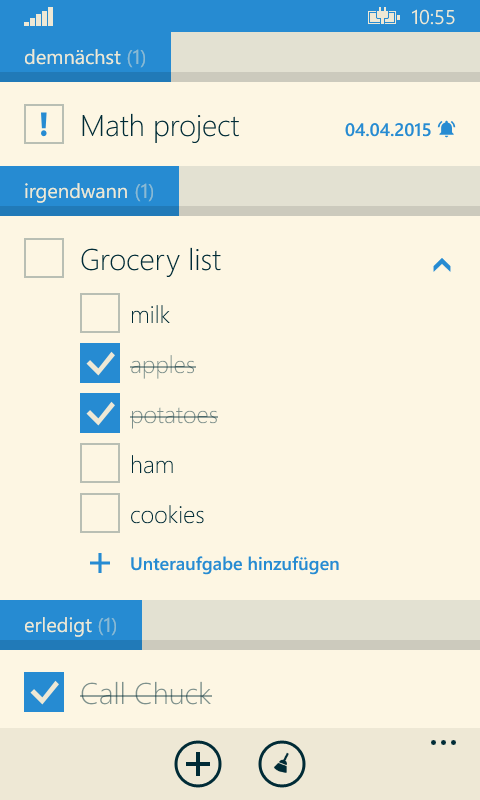 10:55
demnächst (1)
! Math project 04.04.2015
irgendwann (1)
Grocery list
milk
apples
potatoes
ham
cookies
Unteraufgabe hinzufügen
erledigt (1)
Call Chuck